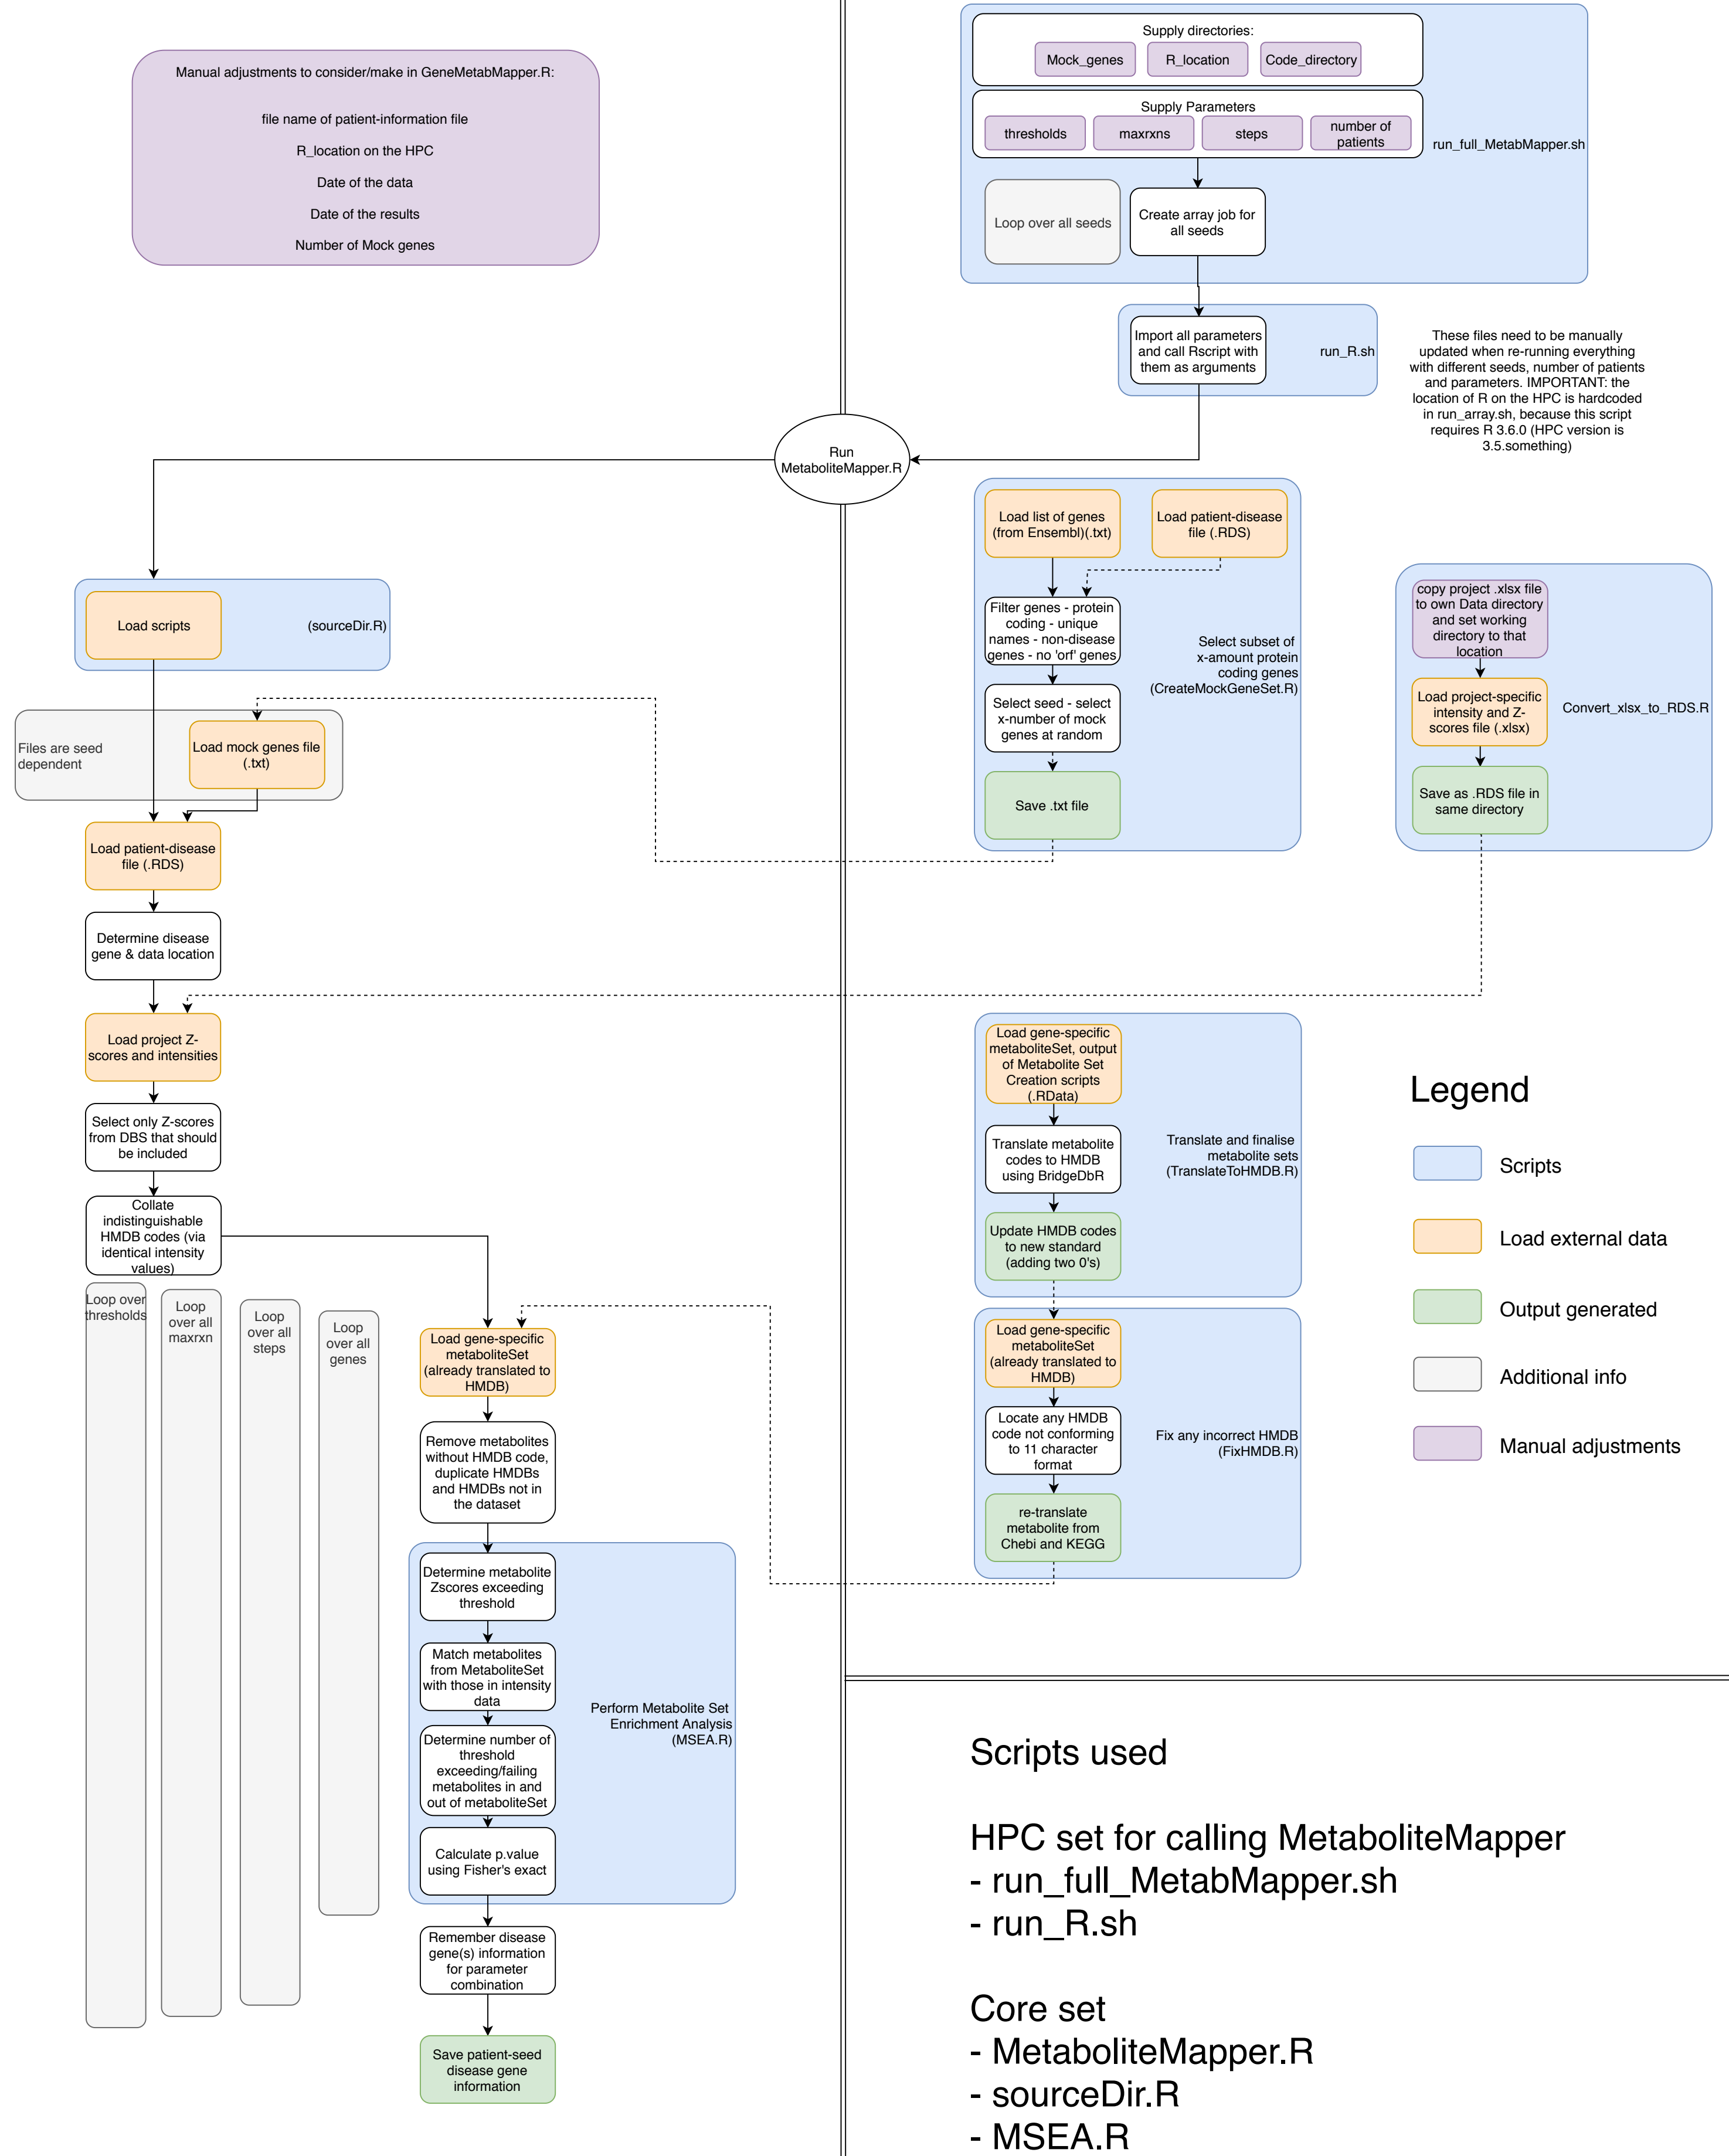 Manual adjustments to consider/make in GeneMetabMapper.R:
file name of patient-information file
R_location on the HPC
Date of the data
Date of the results
Number of Mock genes
Supply directories:
Mock_genes
R_location
Code_directory
Supply Parameters
thresholds
maxrxns
steps
number of
patients
run_full_MetabMapper.sh
Loop over all seeds
Create array job for
all seeds
Import all parameters
and call Rscript with
them as arguments
run_R.sh
These files need to be manually
updated when re-running everything
with different seeds, number of patients
and parameters. IMPORTANT: the
location of R on the HPC is hardcoded
in run_array.sh, because this script
requires R 3.6.0 (HPC version is
3.5.something)
Run
MetaboliteMapper.R
Load scripts
(sourceDir.R)
Files are seed
dependent
Load mock genes file
(.txt)
Load patient-disease
file (.RDS)
Determine disease
gene & data location
Load project Z-
scores and intensities
Select only Z-scores
from DBS that should
be included
Collate
indistinguishable
HMDB codes (via
identical intensity
values)
Loop over
thresholds
Loop
over all
maxrxn
Loop
over all
steps
Loop
over all
genes
Load gene-specific
metaboliteSet
(already translated to
HMDB)
Remove metabolites
without HMDB code,
duplicate HMDBs
and HMDBs not in
the dataset
Determine metabolite
Zscores exceeding
threshold
Match metabolites
from MetaboliteSet
with those in intensity
data
Determine number of
threshold
exceeding/failing
metabolites in and
out of metaboliteSet
Calculate p.value
using Fisher's exact
Perform Metabolite Set
Enrichment Analysis
(MSEA.R)
Remember disease
gene(s) information
for parameter
combination
Save patient-seed
disease gene
information
Load list of genes
(from Ensembl)(.txt)
Load patient-disease
file (.RDS)
Filter genes - protein
coding - unique
names - non-disease
genes - no 'orf' genes
Select seed - select
x-number of mock
genes at random
Save .txt file
Select subset of
x-amount protein
coding genes
(CreateMockGeneSet.R)
copy project .xlsx file
to own Data directory
and set working
directory to that
location
Load project-specific
intensity and Z-
scores file (.xlsx)
Save as .RDS file in
same directory
Convert_xlsx_to_RDS.R
Load gene-specific
metaboliteSet, output
of Metabolite Set
Creation scripts
(.RData)
Translate metabolite
codes to HMDB
using BridgeDbR
Update HMDB codes
to new standard
(adding two 0's)
Translate and finalise
metabolite sets
(TranslateToHMDB.R)
Load gene-specific
metaboliteSet
(already translated to
HMDB)
Locate any HMDB
code not conforming
to 11 character
format
re-translate
metabolite from
Chebi and KEGG
Fix any incorrect HMDB
(FixHMDB.R)
Legend
Scripts
Load external data
Output generated
Additional info
Manual adjustments
Scripts used
HPC set for calling MetaboliteMapper
- run_full_MetabMapper.sh
- run_R.sh
Core set
- MetaboliteMapper.R
- sourceDir.R
- MSEA.R